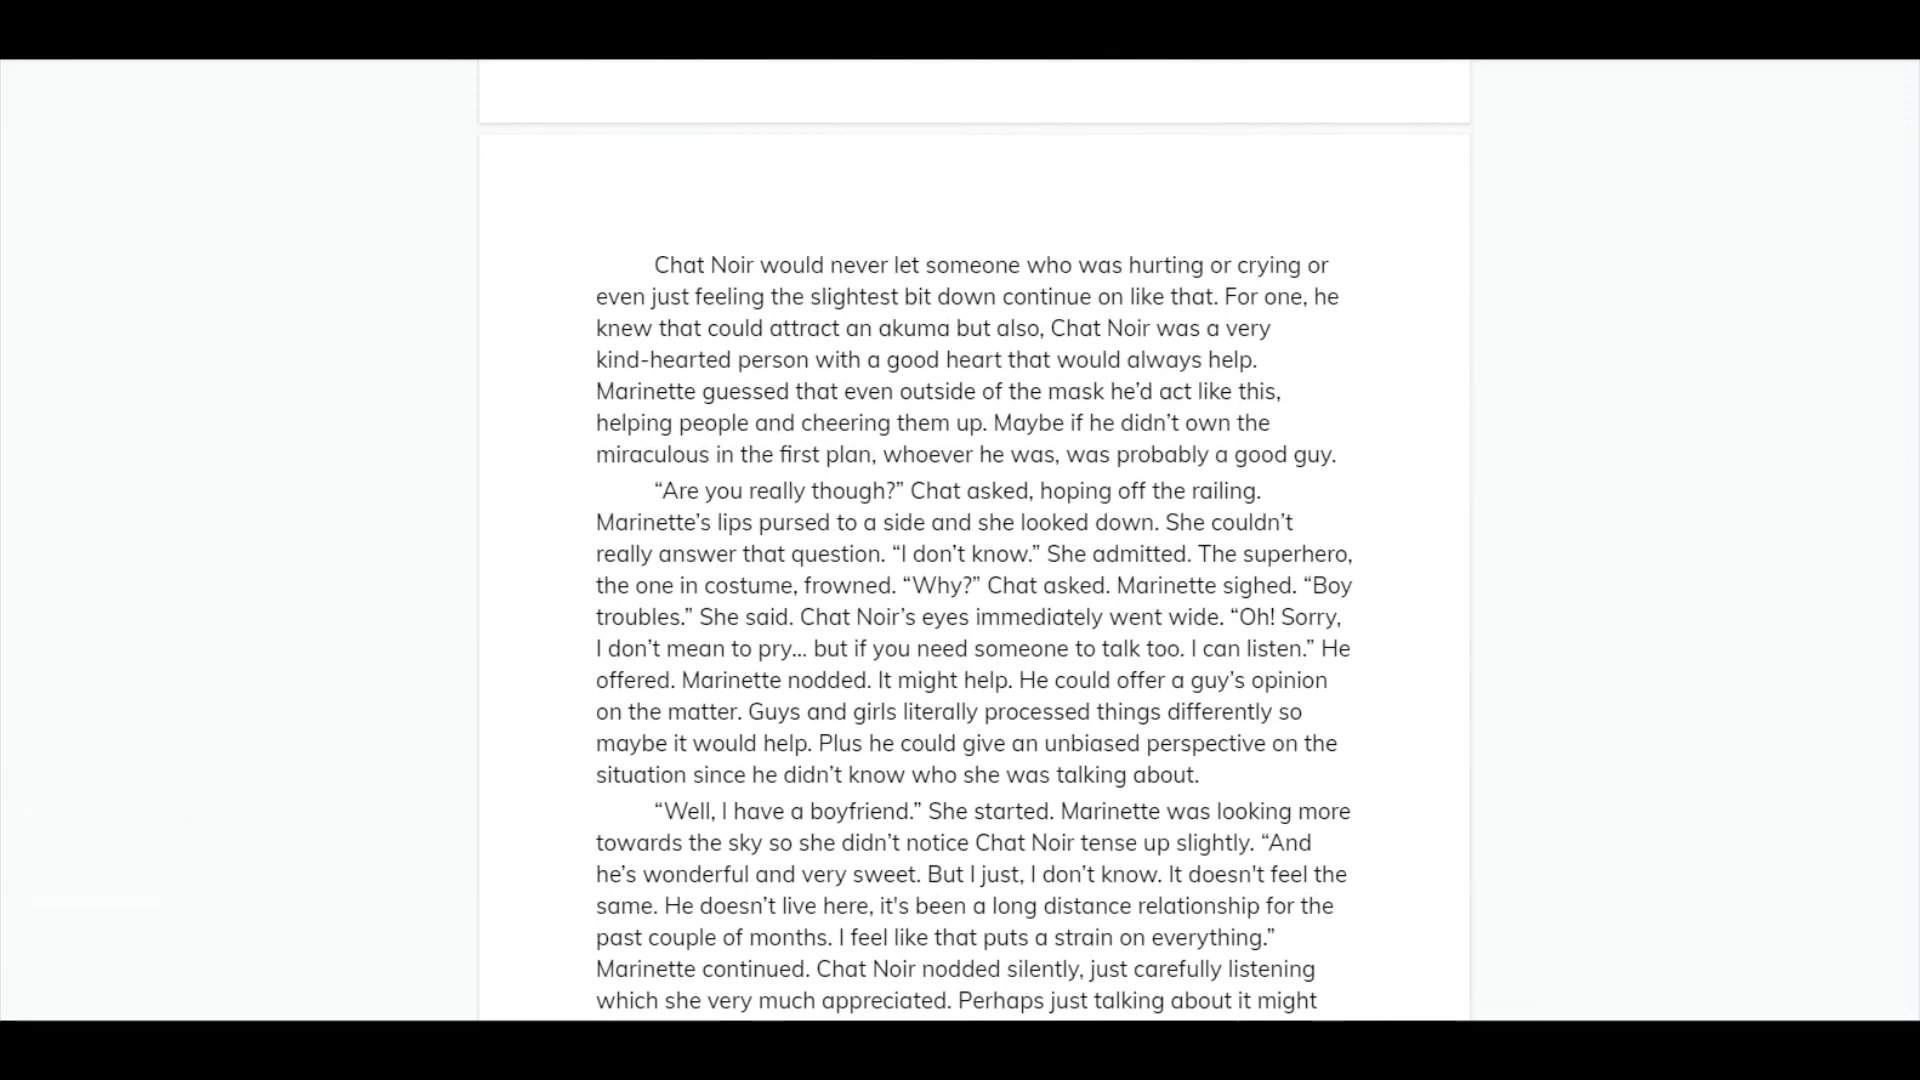 Chat Noir would never let someone who was hurting or crying or
even just feeling the slightest bit down continue on like that. For one, he
knew that could attract an akuma but also, Chat Noir was a very
kind-hearted person with a good heart that would always help.
Marinette guessed that even outside of the mask he’d act like this,
helping people and cheering them up. Maybe if he didn’t own the
miraculous in the first plan, whoever he was, was probably a good guy.
“Are you really though?” Chat asked, hoping off the railing.
Marinette’s lips pursed to a side and she looked down. She couldn’t
really answer that question. “I don’t know.” She admitted. The superhero,
the one in costume, frowned. “Why?” Chat asked. Marinette sighed. “Boy
troubles.” She said. Chat Noir’s eyes immediately went wide. “Oh! Sorry,
I don’t mean to pry... but if you need someone to talk too. I can listen.” He
offered. Marinette nodded. It might help. He could offer a guy’s opinion
on the matter. Guys and girls literally processed things differently so
maybe it would help. Plus he could give an unbiased perspective on the
situation since he didn’t know who she was talking about.
“Well, I have a boyfriend.” She started. Marinette was looking more
towards the sky so she didn’t notice Chat Noir tense up slightly. “And
he’s wonderful and very sweet. But I just, I don’t know. It doesn't feel the
same. He doesn’t live here, it's been a long distance relationship for the
past couple of months. I feel like that puts a strain on everything.”
Marinette continued. Chat Noir nodded silently, just carefully listening
which she very much appreciated. Perhaps just talking about it might